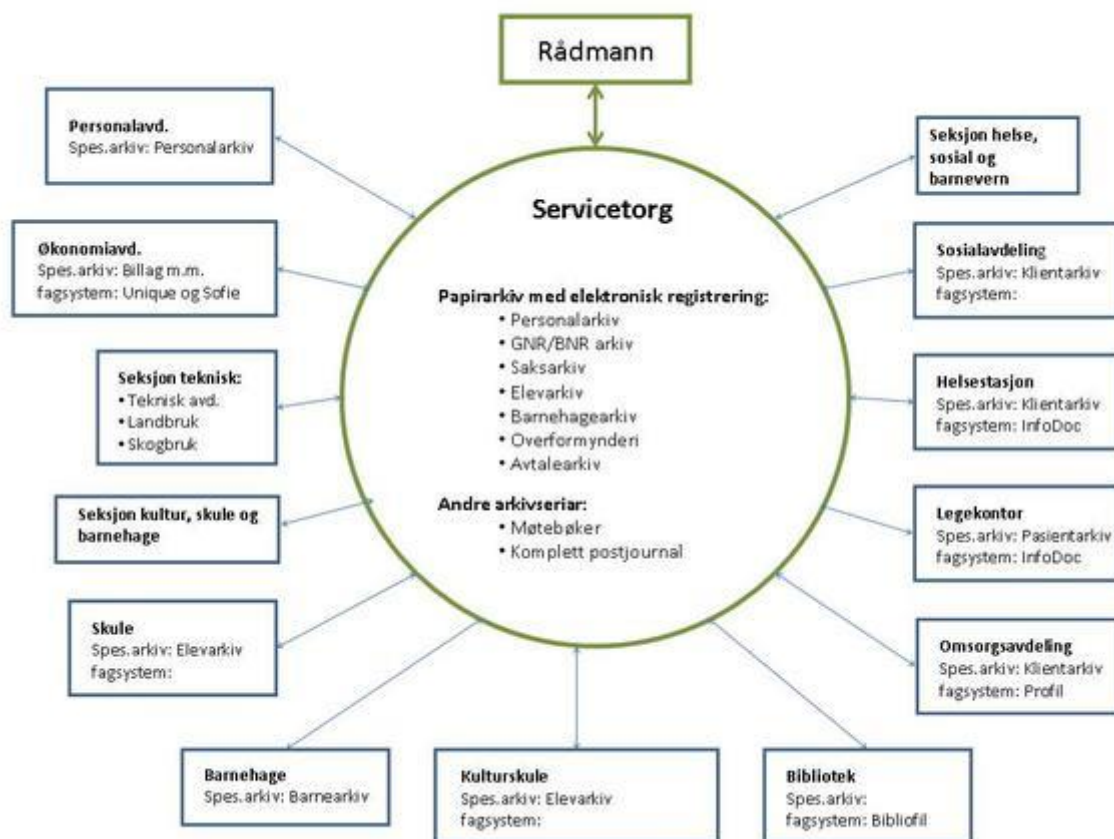 Rådmann
Servicetorg
Papirarkiv med elektronisk registrering:
• Personalarkiv
• GNR/BNR arkiv
• Saksarkiv
• Elevarkiv
• Barnehagearkiv
• Overformynderi
• Avtalearkiv
Andre arkivseriar:
• Møtebøker
• Komplett postjournal
Personalavd.
Spes.arkiv: Personalarkiv
Økonomiavd.
Spes.arkiv: Billag m.m.
fagsystem: Unique og Sofie
Seksjon teknisk:
• Teknisk avd.
• Landbruk
• Skogbruk
Seksjon kultur, skule og
barnehage
Skule
Spes.arkiv: Elevarkiv
fagsystem:
Barnehage
Spes.arkiv: Barnearkiv
Kulturskule
Spes.arkiv: Elevarkiv
fagsystem:
Bibliotek
Spes.arkiv:
fagsystem: Bibliofil
Seksjon helse,
sosial og
barnevern
Sosialavdeling
Spes.arkiv: Klientarkiv
fagsystem:
Helsestasjon
Spes.arkiv: Klientarkiv
fagsystem: InfoDoc
Legekontor
Spes.arkiv: Pasientarkiv
fagsystem: InfoDoc
Omsorgsavdeling
Spes.arkiv: Klientarkiv
fagsystem: Profil